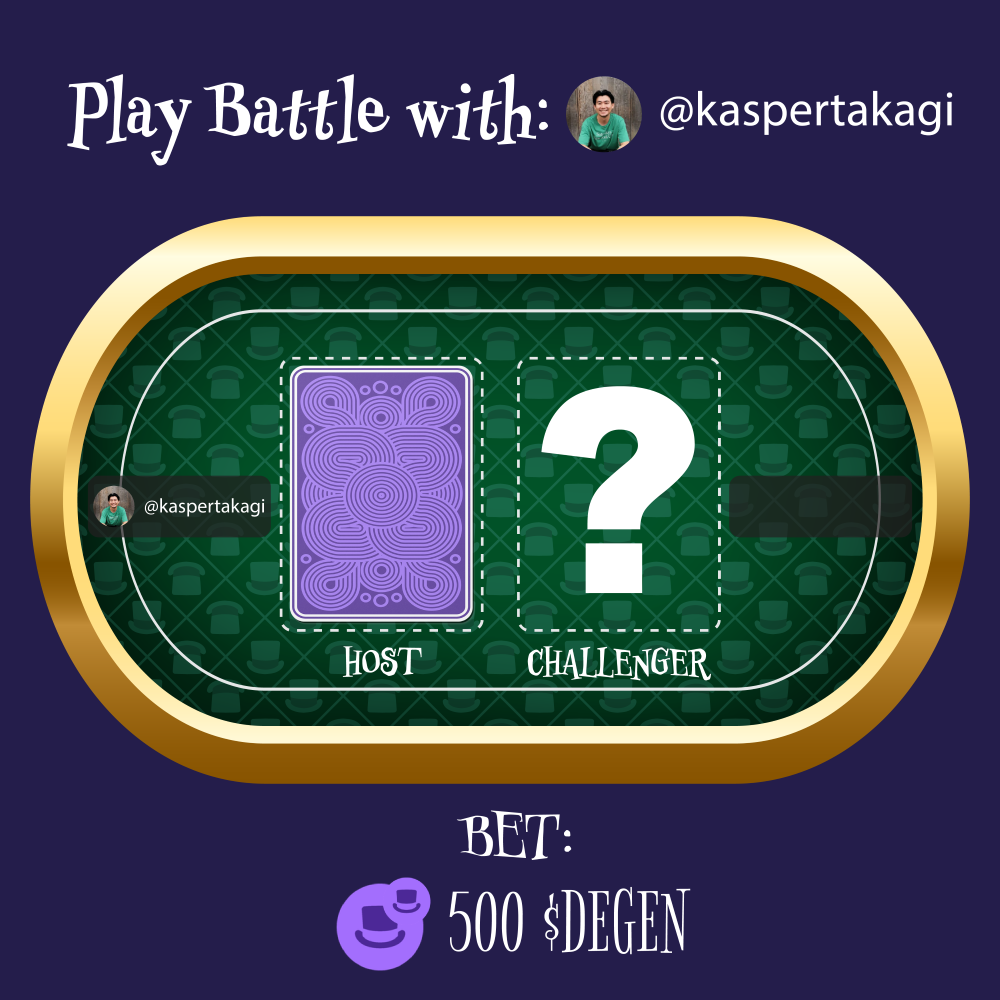 Play Battle with: @kaspertakagi
@kaspertakagi
?
HOST
CHALLENGER
BET:
500 $DEGEN